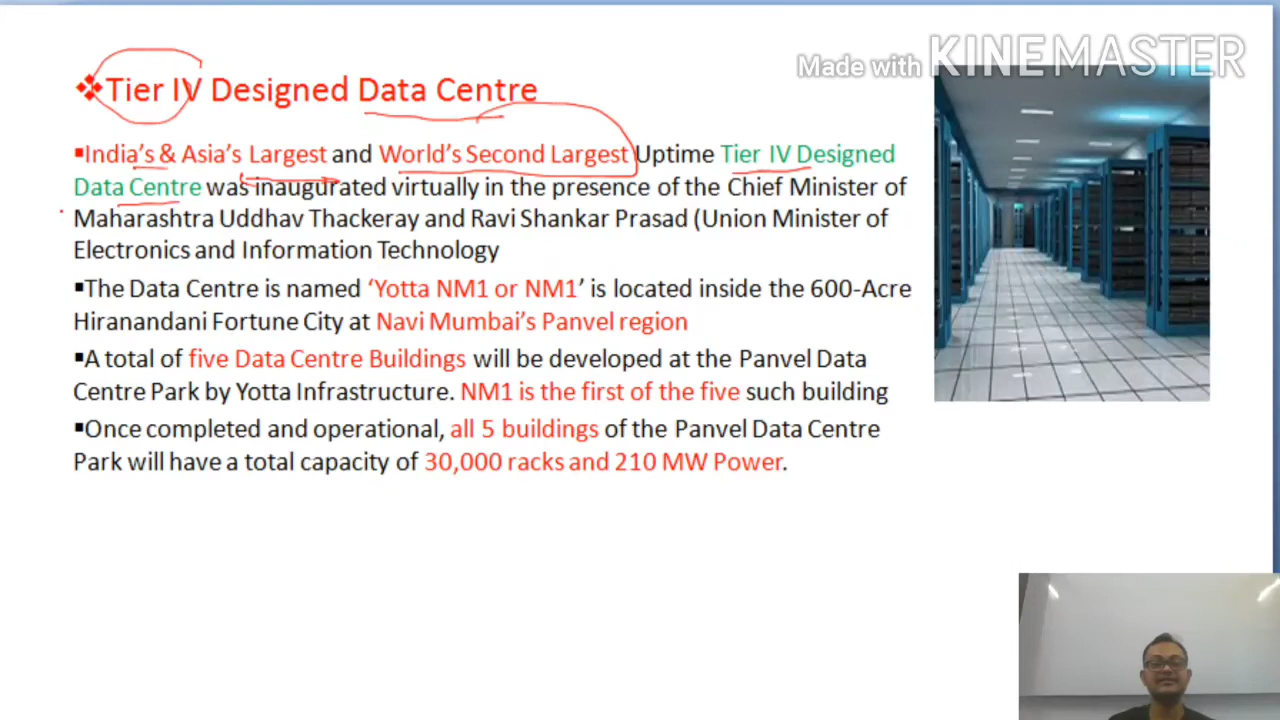 Made with KINEMASTER
❖Tier IV Designed Data Centre
▪India's & Asia's Largest and World's Second Largest Uptime Tier IV Designed
Data Centre was inaugurated virtually in the presence of the Chief Minister of
Maharashtra Uddhav Thackeray and Ravi Shankar Prasad (Union Minister of
Electronics and Information Technology
▪The Data Centre is named ‘Yotta NM1 or NM1’ is located inside the 600-Acre
Hiranandani Fortune City at Navi Mumbai's Panvel region
▪A total of five Data Centre Buildings will be developed at the Panvel Data
Centre Park by Yotta Infrastructure. NM1 is the first of the five such building
▪Once completed and operational, all 5 buildings of the Panvel Data Centre
Park will have a total capacity of 30,000 racks and 210 MW Power.